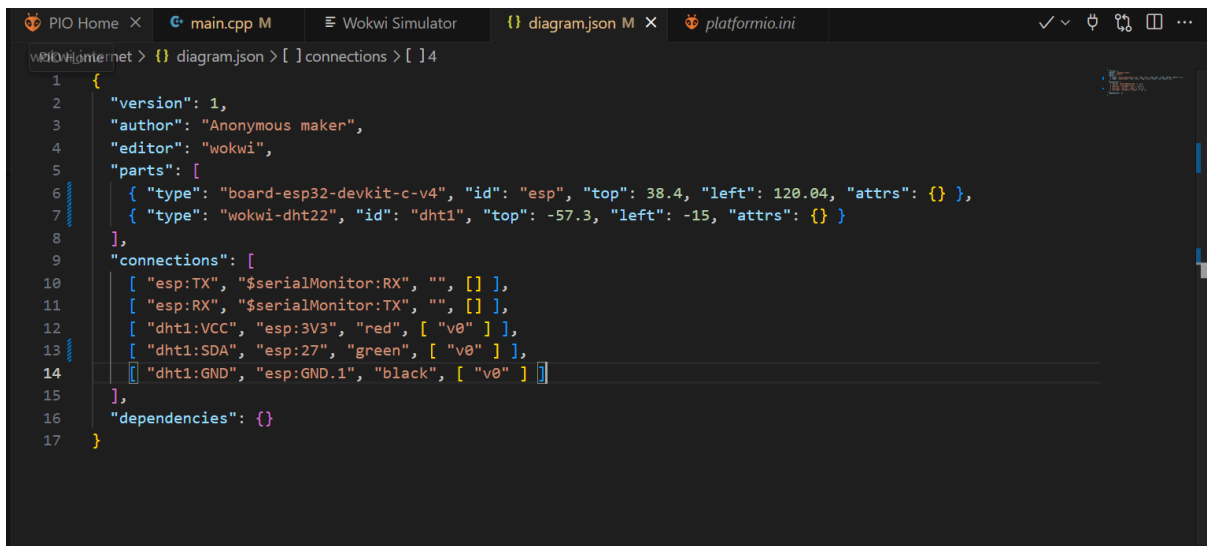 PIO Home
main.cpp M
Wokwi Simulator
{} diagram.json M
platformio.ini
{} diagram.json > [ ] connections > [ ] 4
1 {
2 "version": 1,
3 "author": "Anonymous maker",
4 "editor": "wokwi",
5 "parts": [
6 { "type": "board-esp32-devkit-c-v4", "id": "esp", "top": 38.4, "left": 120.04, "attrs": {} },
7 { "type": "wokwi-dht22", "id": "dht1", "top": -57.3, "left": -15, "attrs": {} }
8 ],
9 "connections": [
10 [ "esp:TX", "$serialMonitor:RX", "", [] ],
11 [ "esp:RX", "$serialMonitor:TX", "", [] ],
12 [ "dht1:VCC", "esp:3V3", "red", [ "v0" ] ],
13 [ "dht1:SDA", "esp:27", "green", [ "v0" ] ],
14 [ "dht1:GND", "esp:GND.1", "black", [ "v0" ] ]
15 ],
16 "dependencies": {}
17 }